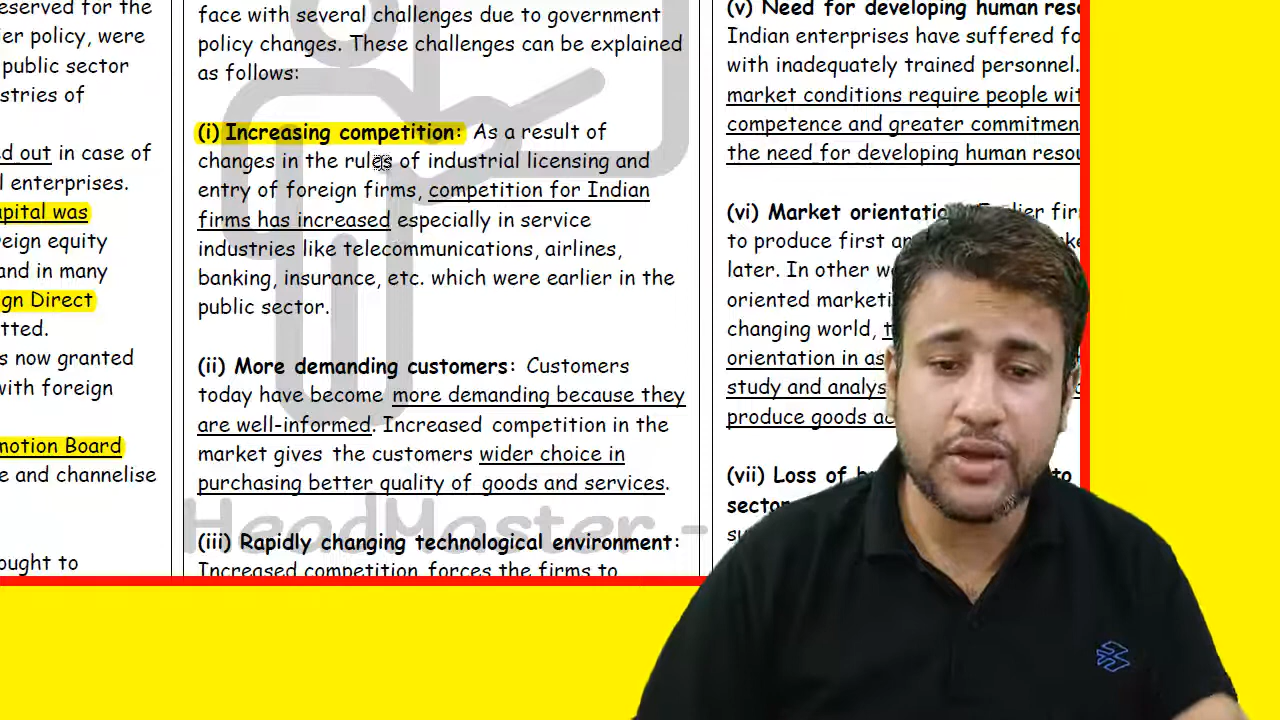 eserved for the
ier policy, were
public sector
stries of
d out in case of
l enterprises.
apital was
eign equity
and in many
gn Direct
tted.
s now granted
with foreign
motion Board
e and channelise
ought to
face with several challenges due to government
policy changes. These challenges can be explained
as follows:
(i) Increasing competition: As a result of
changes in the rules of industrial licensing and
entry of foreign firms, competition for Indian
firms has increased especially in service
industries like telecommunications, airlines,
banking, insurance, etc. which were earlier in the
public sector.
(ii) More demanding customers: Customers
today have become more demanding because they
are well-informed. Increased competition in the
market gives the customers wider choice in
purchasing better quality of goods and services.
(iii) Rapidly changing technological environment:
Increased competition forces the firms to
HeadMaster -
(v) Need for developing human reso
Indian enterprises have suffered fo
with inadequately trained personnel.
market conditions require people wit
competence and greater commitmen
the need for developing human resou
(vi) Market orientatio
to produce first an
later. In other w
oriented marketi
changing world,
orientation in as
study and analys
produce goods ac
(vii) Loss of b to
sector
su